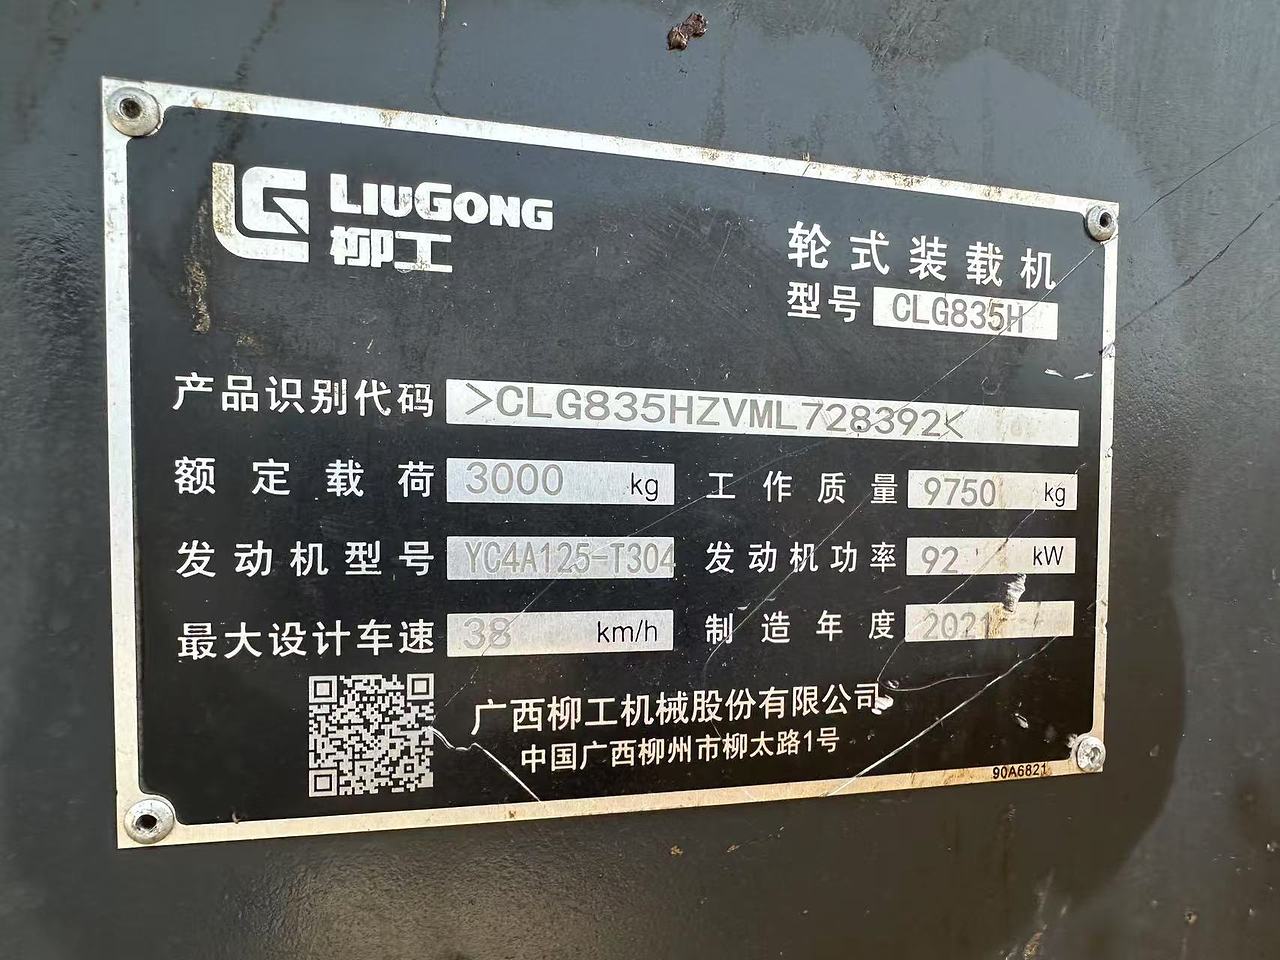 LIUGONG
柳工
轮式装载机
型号 CLG835H
产品识别代码 >CLG835HZVML728392<
额定载荷 3000 kg 工作质量 9750 kg
发动机型号 YC4A125-T304 发动机功率 92 kW
最大设计车速 38 km/h 制造年度 2021
广西柳工机械股份有限公司
中国广西柳州市柳太路1号
90A6821